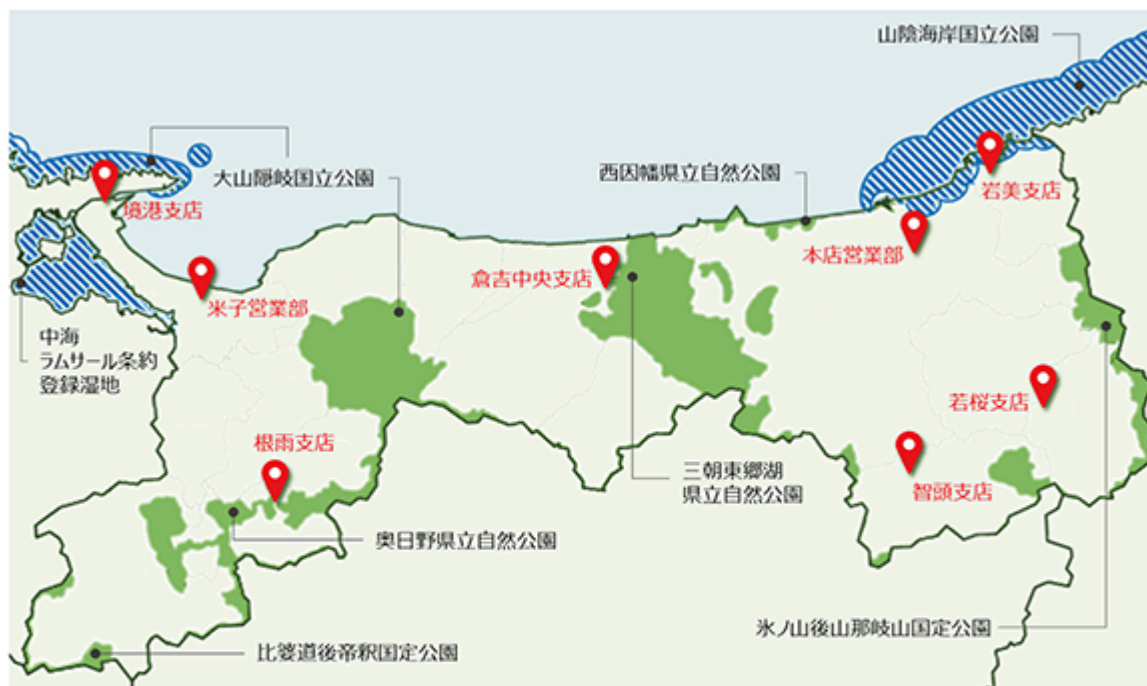 山陰海岸国立公園
大山隠岐国立公園
西因幡県立自然公園
岩美支店
境港支店
本店営業部
倉吉中央支店
米子営業部
中海
ラムサール条約
登録湿地
若桜支店
根雨支店
三朝東郷湖
県立自然公園
智頭支店
奥日野県立自然公園
氷ノ山後山那岐山国定公園
比婆道後帝釈国定公園